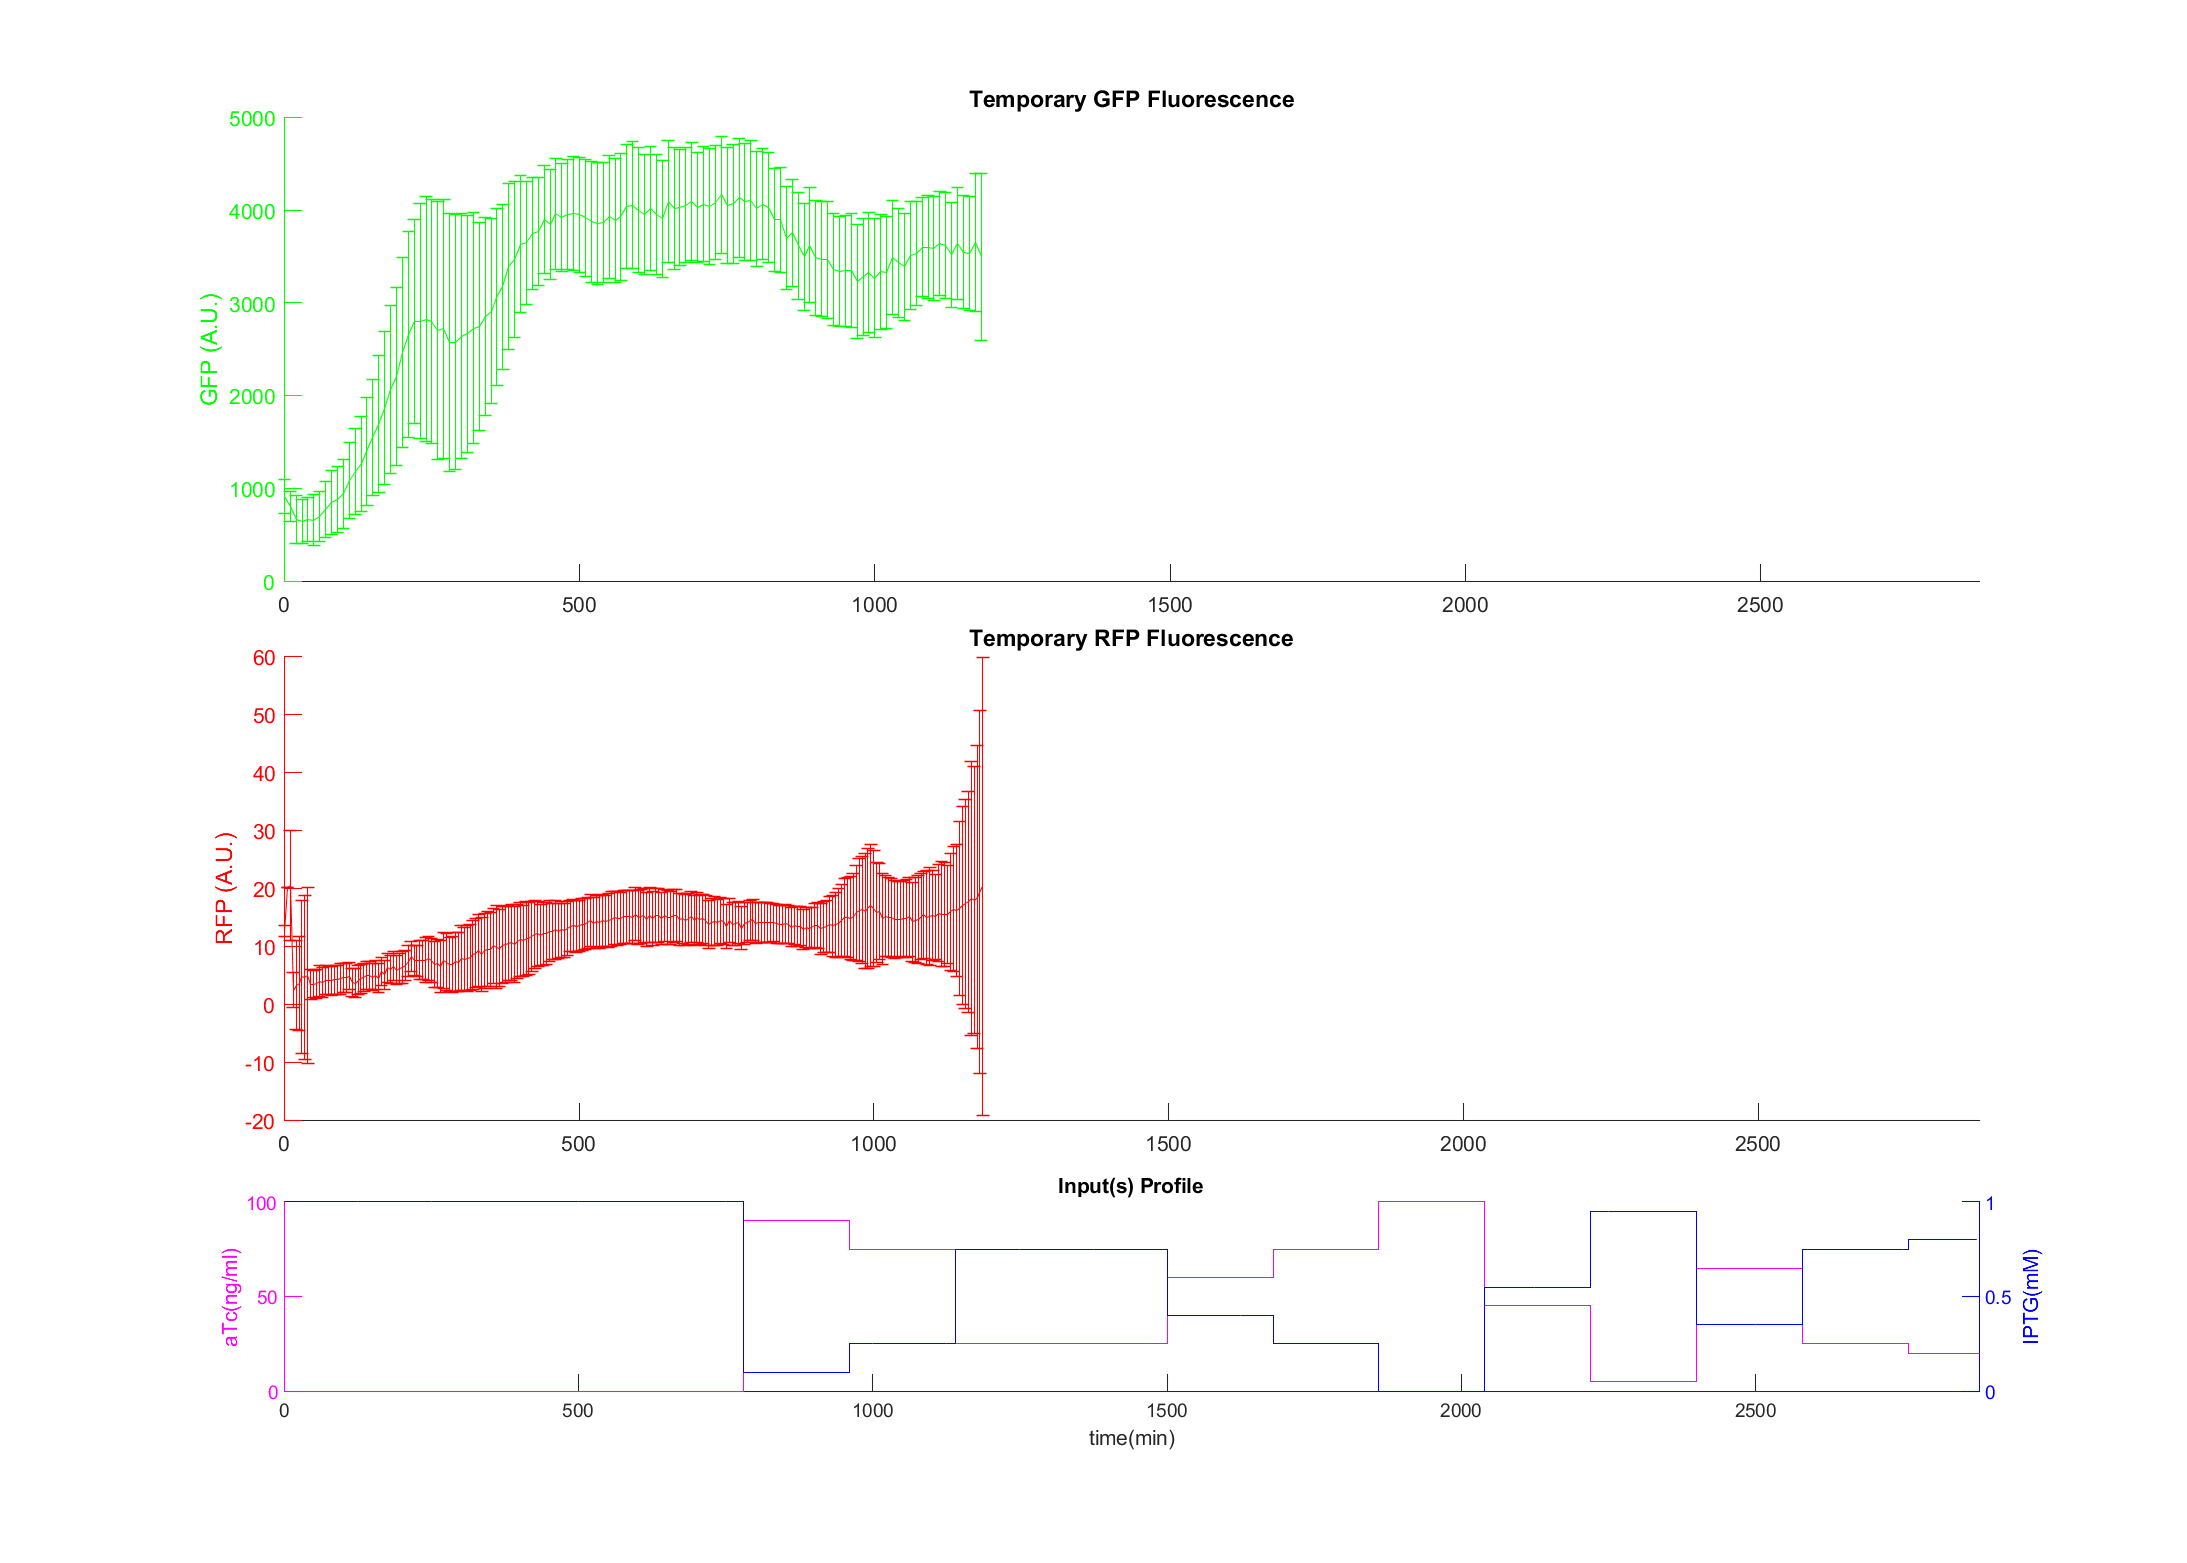 Temporary GFP Fluorescence
5000
4000
3000
2000
1000
0
GFP (A.U.)
0 500 1000 1500 2000 2500
Temporary RFP Fluorescence
60
50
40
30
20
10
0
-10
-20
RFP (A.U.)
0 500 1000 1500 2000 2500
Input(s) Profile
100
50
0
aTc(ng/ml)
1
0.5
0
IPTG(mM)
0 500 1000 1500 2000 2500
time(min)